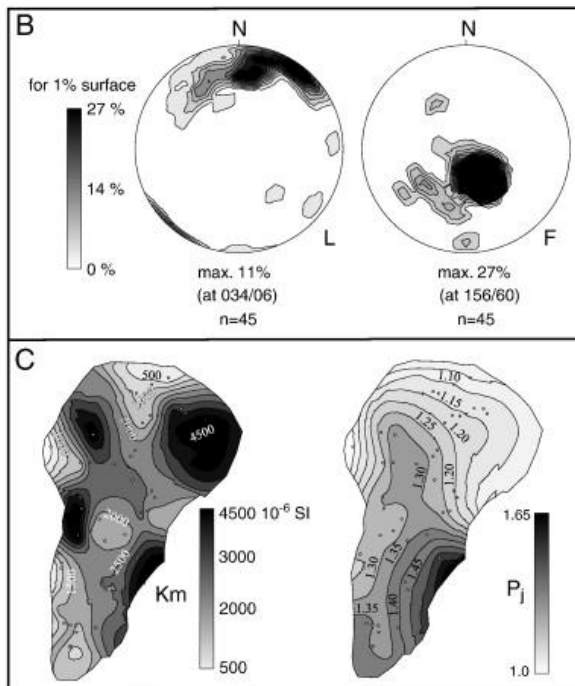 B
N
N
for 1% surface
27 %
14 %
0 %
L
F
max. 11%
(at 034/06)
n=45
max. 27%
(at 156/60)
n=45
C
500
4500
2000
2500
4500 10⁻⁶ SI
3000
2000
500
Km
1.10
1.15
1.25
1.20
1.30
1.20
1.35
1.30
1.45
1.35
1.40
1.65
1.0
Pj